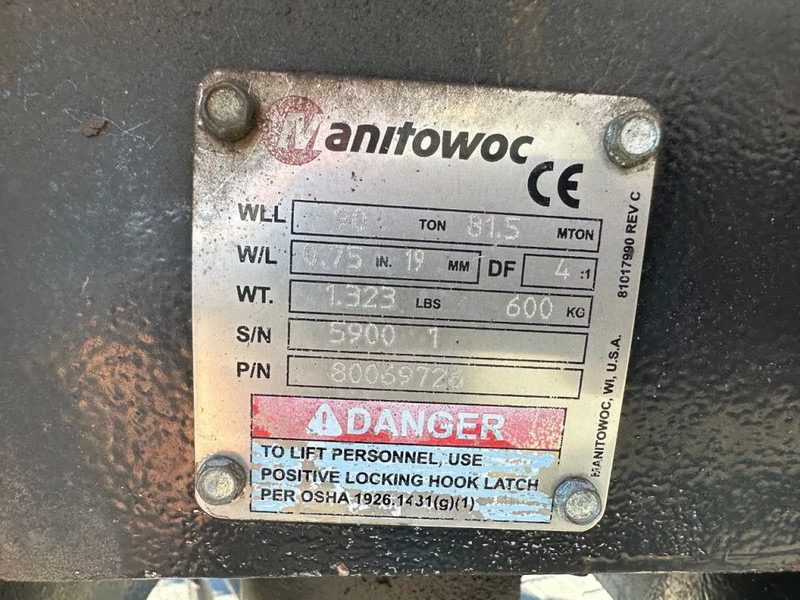 Manitowoc
CE
WLL 90 TON 81.5 MTON
W/L 0.75 IN. 19 MM DF 4 :1
WT. 1.323 LBS 600 KG
S/N 5900 1
P/N 80069726
DANGER
TO LIFT PERSONNEL, USE
POSITIVE LOCKING HOOK LATCH
PER OSHA 1926.1431(g)(1)
MANITOWOC, WI, U.S.A. 81017990 REV C